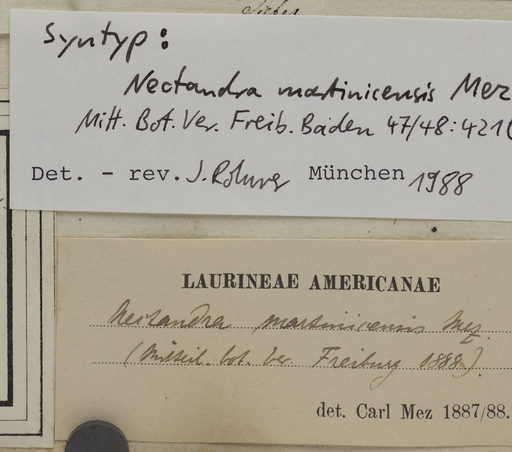 Syntyp:
Nectandra martinicensis Mez
Mitt. Bot. Ver. Freib. Baden 47/48: 421 (
Det. - rev. J. Rohwer München 1988
LAURINEAE AMERICANAE
Nectandra martinicensis Mez.
(Mitteil. bot. Ver. Freiburg 1888).
det. Carl Mez 1887/88.